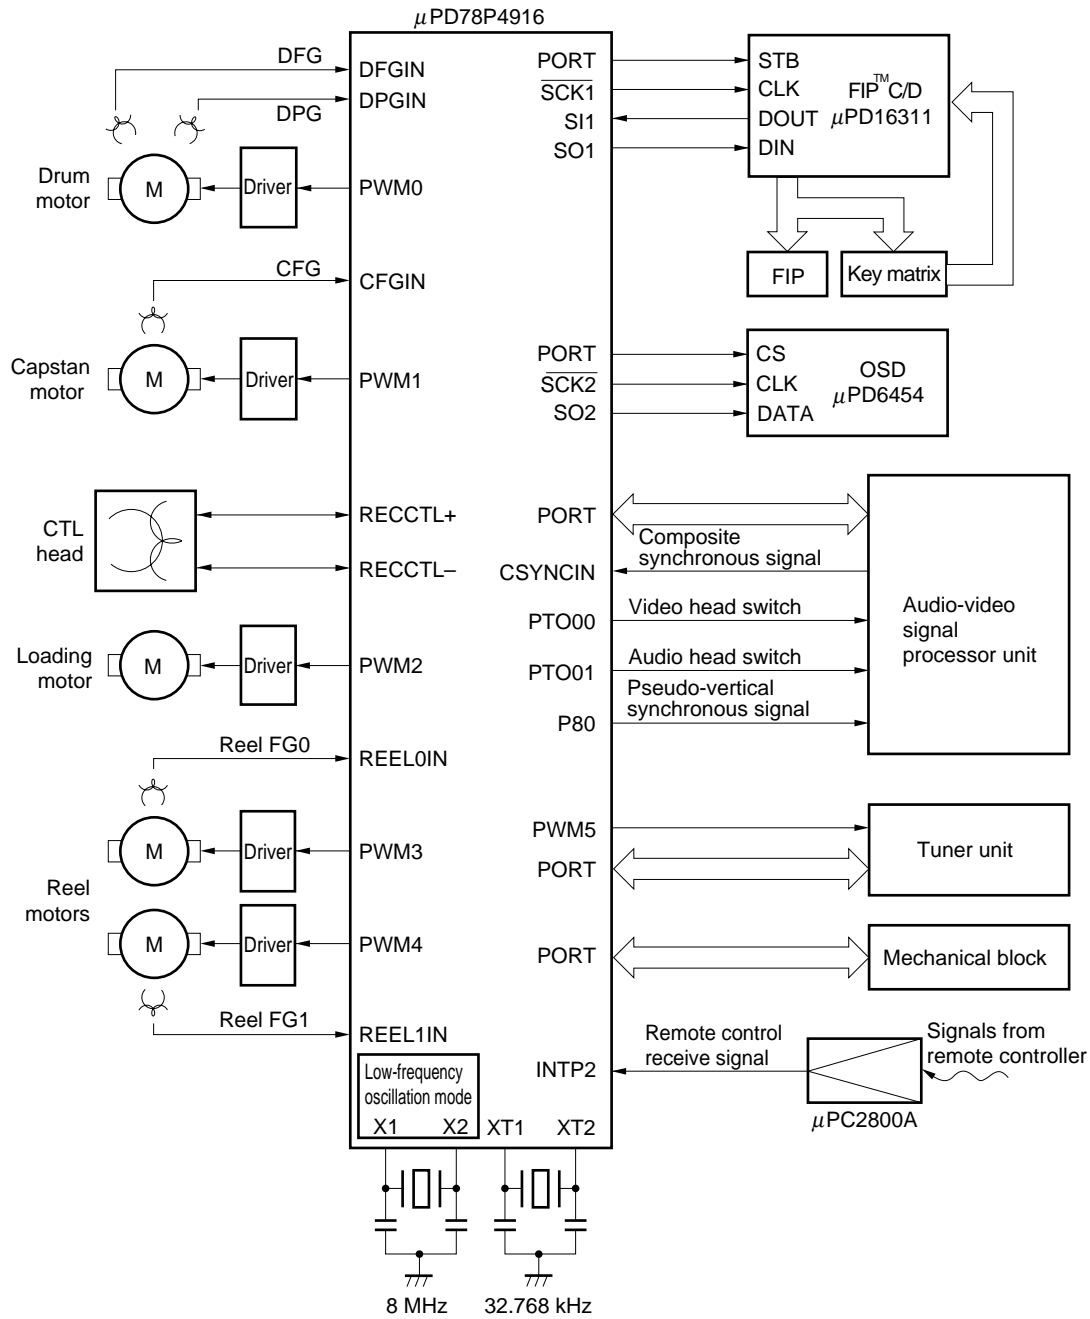 μPD78P4916
DFG
DFGIN
DPG
DPGIN
Drum
motor
M
Driver
PWM0
CFG
CFGIN
Capstan
motor
M
Driver
PWM1
CTL
head
RECCTL+
RECCTL–
Loading
motor
M
Driver
PWM2
Reel FG0
REEL0IN
M
Driver
PWM3
Reel
motors
M
Driver
PWM4
Reel FG1
REEL1IN
Low-frequency
oscillation mode
X1
X2
XT1
XT2
8 MHz
32.768 kHz
PORT
SCK1
SI1
SO1
STB
CLK
DOUT
DIN
FIP™ C/D
μPD16311
FIP
Key matrix
PORT
SCK2
SO2
CS
CLK
DATA
OSD
μPD6454
PORT
Composite
synchronous signal
CSYNCIN
Video head switch
PTO00
Audio head switch
PTO01
Pseudo-vertical
synchronous signal
P80
Audio-video
signal
processor unit
PWM5
PORT
Tuner unit
PORT
Mechanical block
Remote control
receive signal
INTP2
Signals from
remote controller
μPC2800A